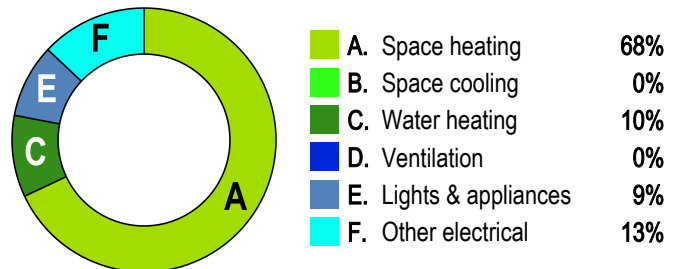 F
E
C
A
A. Space heating 68%
B. Space cooling 0%
C. Water heating 10%
D. Ventilation 0%
E. Lights & appliances 9%
F. Other electrical 13%